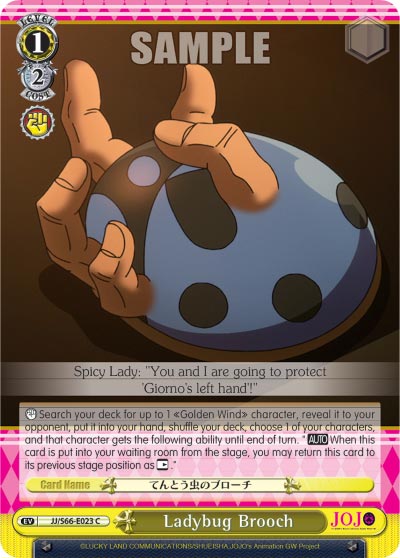 LEVEL
1
2
COST
SAMPLE
Spicy Lady: "You and I are going to protect
'Giorno's left hand'!"
Search your deck for up to 1 «Golden Wind» character, reveal it to your
opponent, put it into your hand, shuffle your deck, choose 1 of your characters,
and that character gets the following ability until end of turn. "AUTO When this
card is put into your waiting room from the stage, you may return this card to
its previous stage position as ."
Card Name てんとう虫のブローチ
EV JJ/S66-E023 C Ladybug Brooch JOJO
©LUCKY LAND COMMUNICATIONS/SHUEISHA,JOJO's Animation GW Project